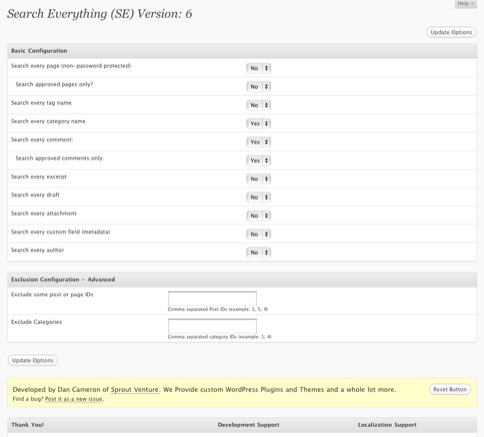 Help
Search Everything (SE) Version: 6
Update Options
Basic Configuration
Search every page (non-password protected) No
Search approved pages only? No
Search every tag name No
Search every category name Yes
Search every comment: Yes
Search approved comments only: Yes
Search every excerpt No
Search every draft No
Search every attachment No
Search every custom field (metadata) No
Search every author No
Exclusion Configuration - Advanced
Exclude some post or page IDs
Comma separated Post IDs (example: 1, 5, 9)
Exclude Categories
Comma separated category IDs (example: 1, 4)
Update Options
Developed by Dan Cameron of Sprout Venture. We Provide custom WordPress Plugins and Themes and a whole lot more. Reset Button
Find a bug? Post it as a new issue.
Thank You! Development Support Localization Support